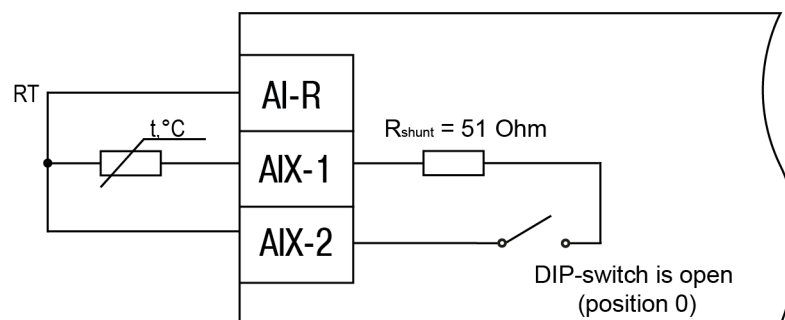 AI-R
RT
t,°C
Rshunt = 51 Ohm
AIX-1
AIX-2
DIP-switch is open
(position 0)